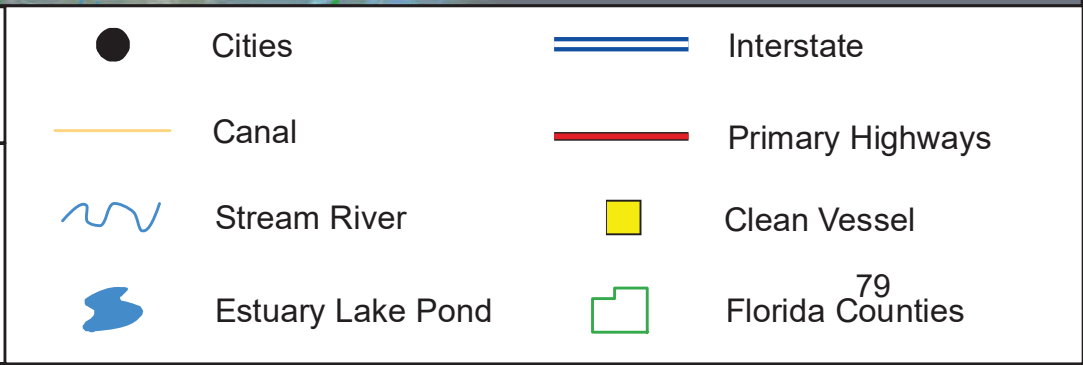 Cities
Interstate
Canal
Primary Highways
Stream River
Clean Vessel
79
Estuary Lake Pond
Florida Counties